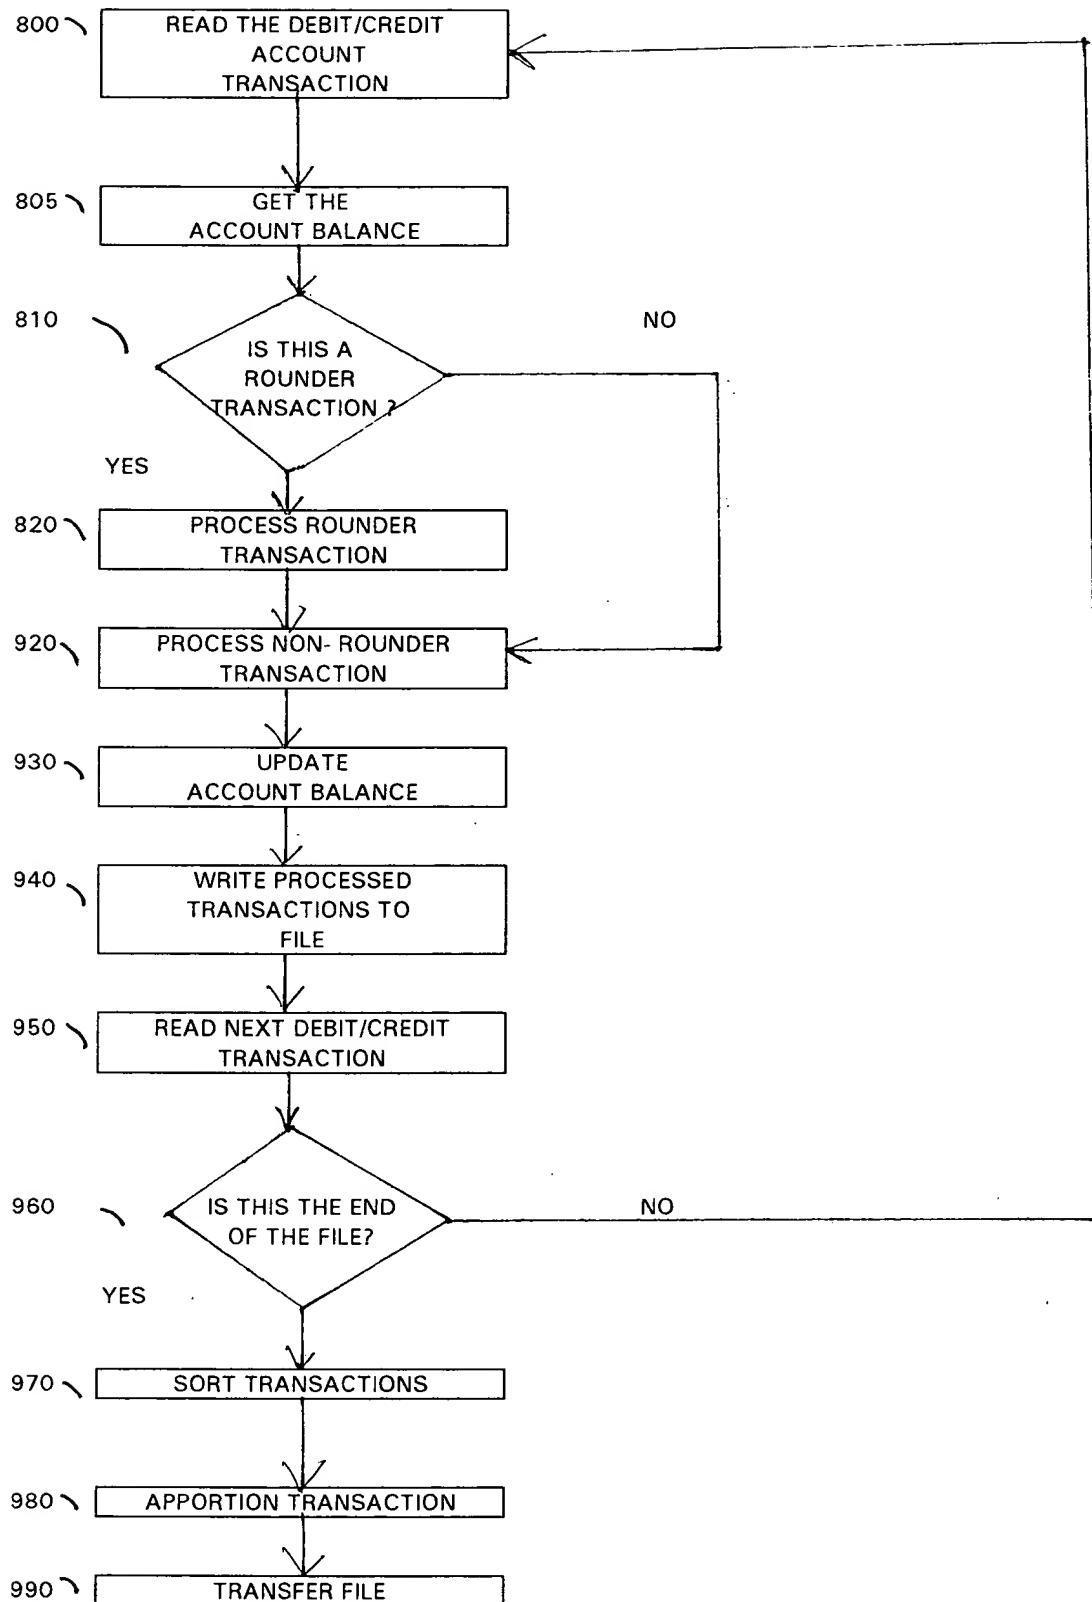 800
READ THE DEBIT/CREDIT
ACCOUNT
TRANSACTION
805
GET THE
ACCOUNT BALANCE
810
NO
IS THIS A
ROUNDER
TRANSACTION ?
YES
820
PROCESS ROUNDER
TRANSACTION
920
PROCESS NON- ROUNDER
TRANSACTION
930
UPDATE
ACCOUNT BALANCE
940
WRITE PROCESSED
TRANSACTIONS TO
FILE
950
READ NEXT DEBIT/CREDIT
TRANSACTION
960
IS THIS THE END
OF THE FILE?
NO
YES
970
SORT TRANSACTIONS
980
APPORTION TRANSACTION
990
TRANSFER FILE